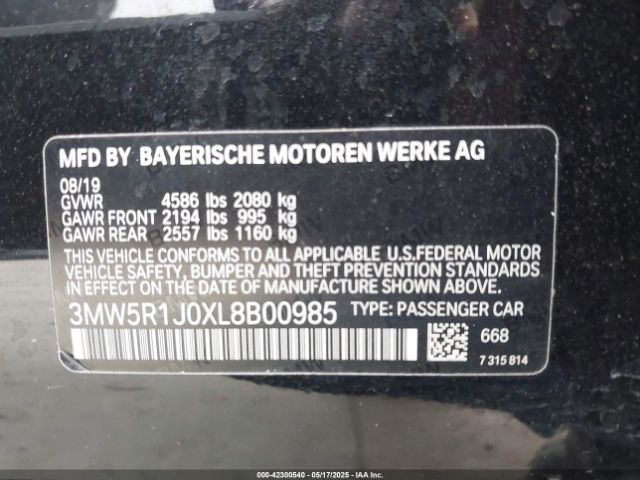 MFD BY BAYERISCHE MOTOREN WERKE AG
08/19
GVWR 4586 lbs 2080 kg
GAWR FRONT 2194 lbs 995 kg
GAWR REAR 2557 lbs 1160 kg
THIS VEHICLE CONFORMS TO ALL APPLICABLE U.S.FEDERAL MOTOR
VEHICLE SAFETY, BUMPER AND THEFT PREVENTION STANDARDS
IN EFFECT ON THE DATE OF MANUFACTURE SHOWN ABOVE.
3MW5R1J0XL8B00985 TYPE: PASSENGER CAR
668
7 315 814
000-42300540 - 05/17/2025 - IAAI